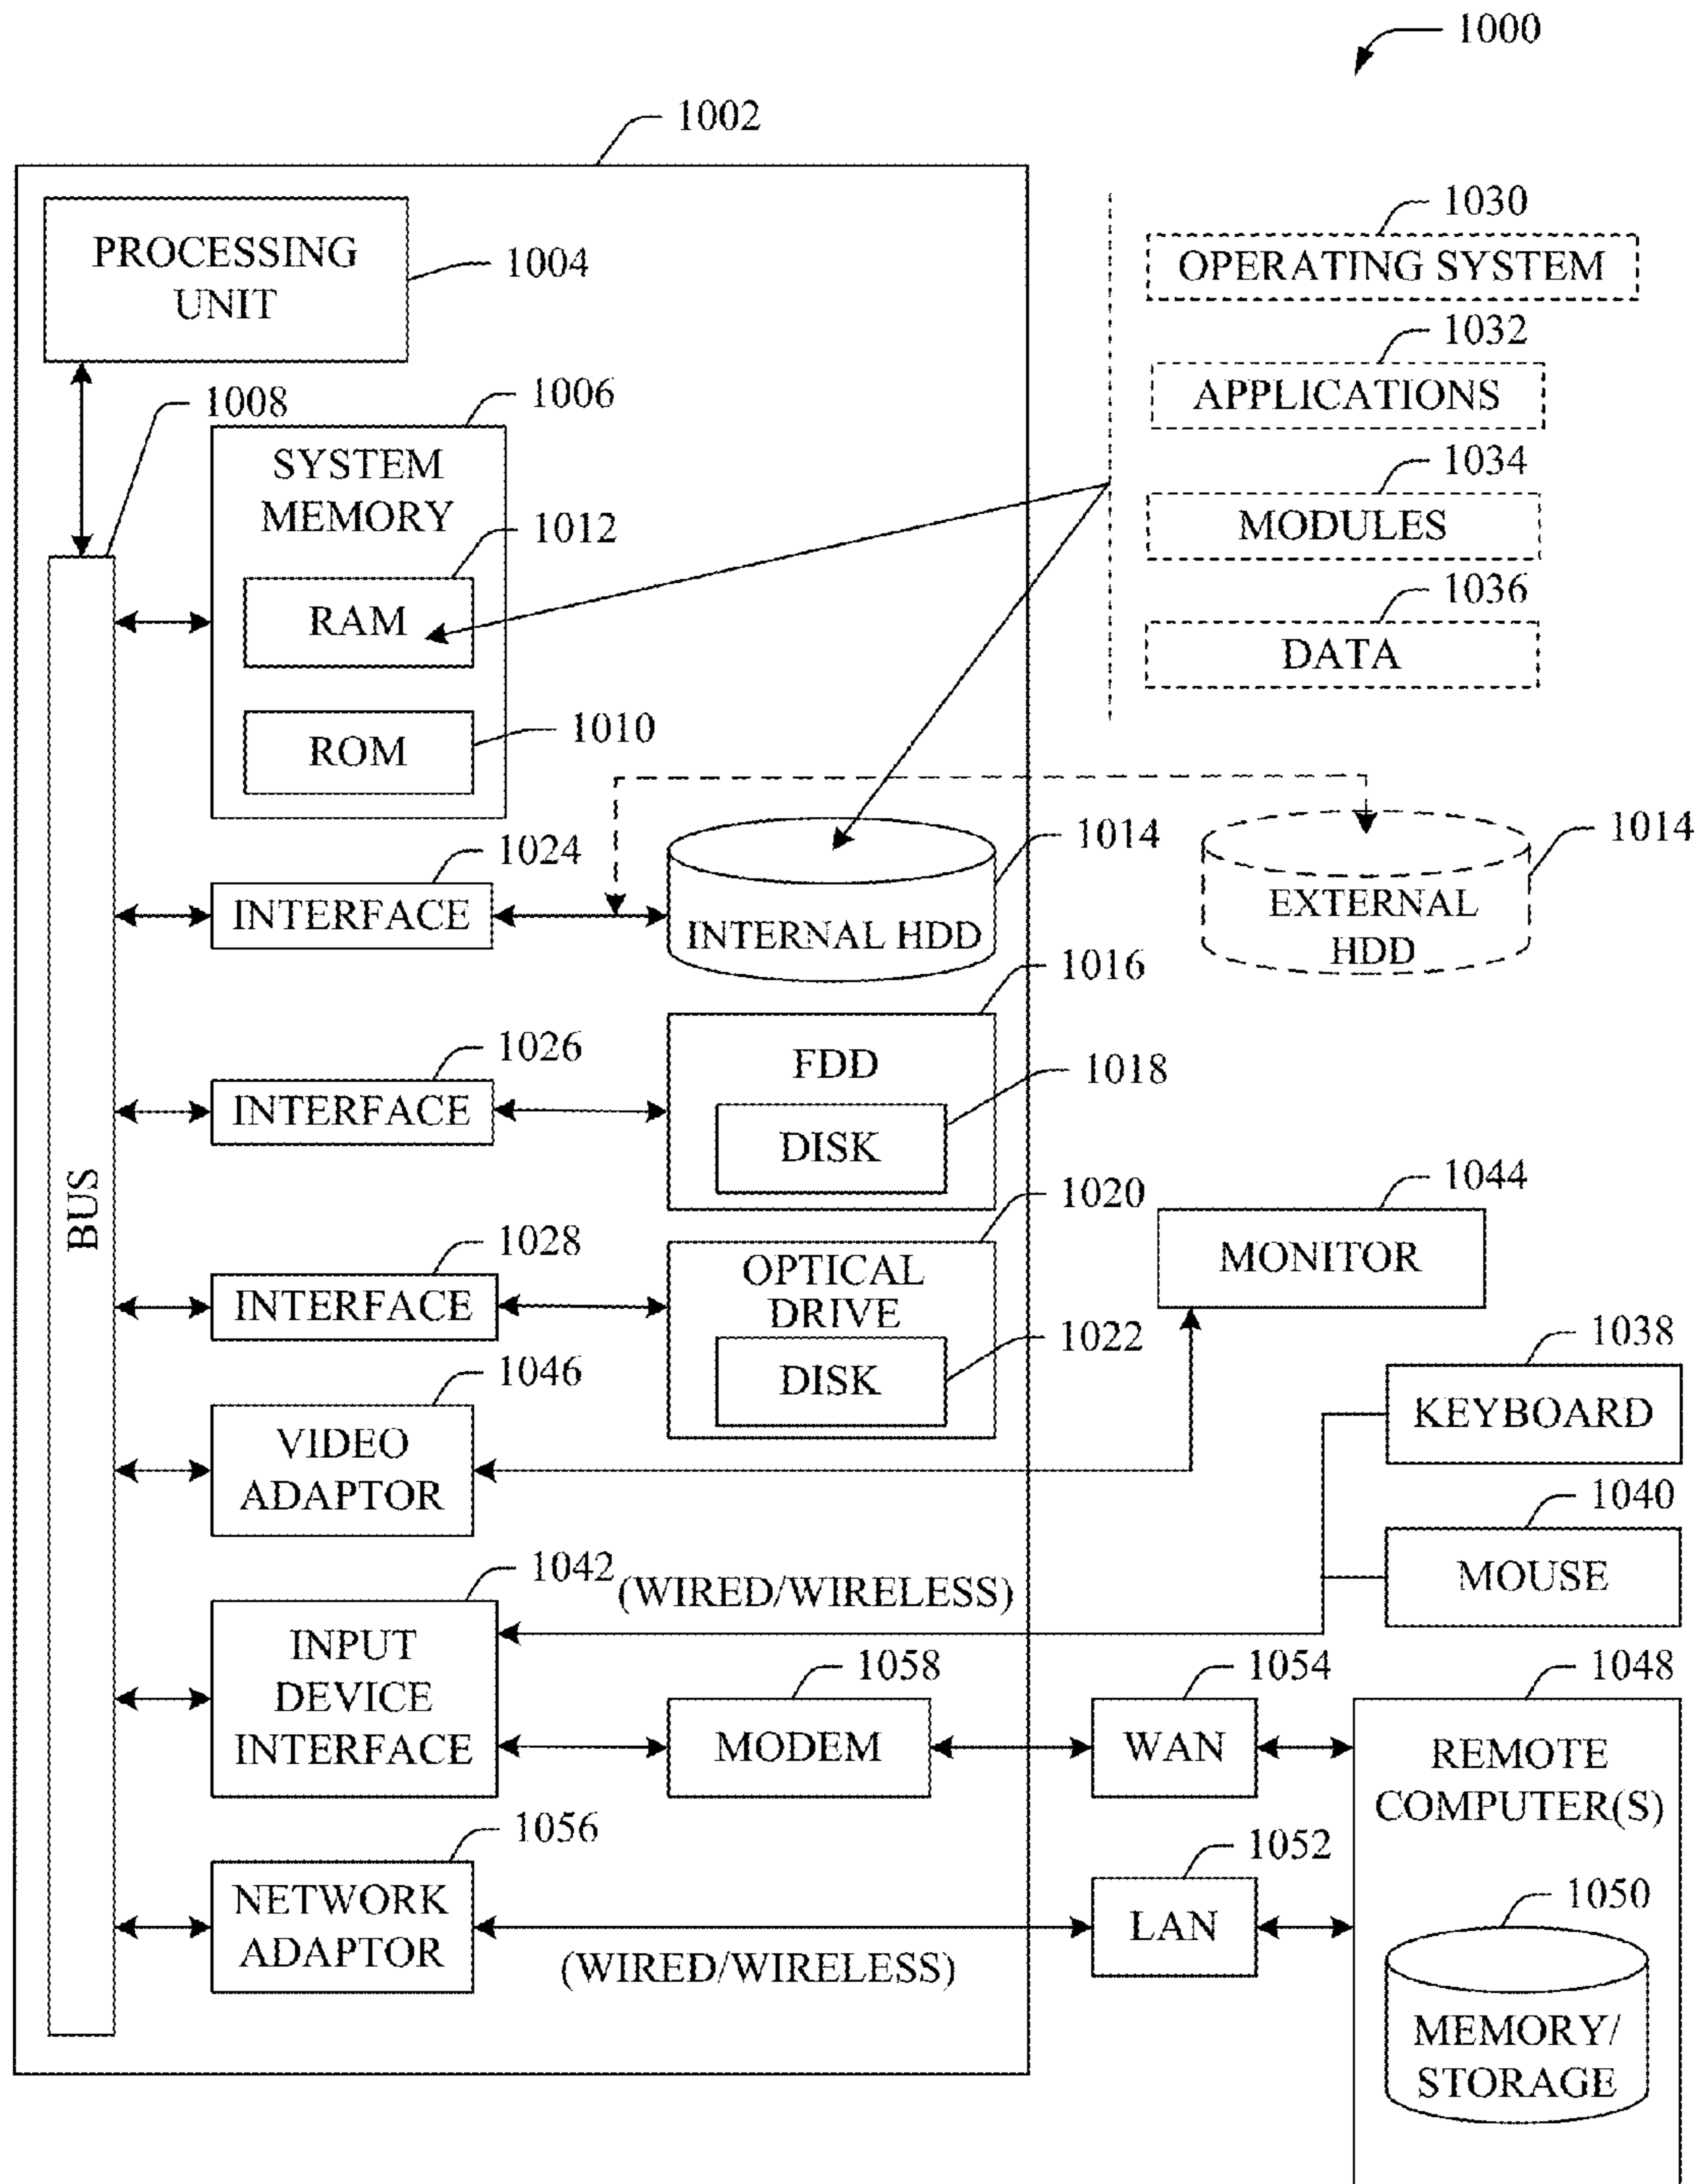 1000
1002
PROCESSING
UNIT
1004
1030
OPERATING SYSTEM
1032
APPLICATIONS
1034
MODULES
1036
DATA
1008
1006
SYSTEM
MEMORY
1012
RAM
1010
ROM
1024
INTERFACE
1014
INTERNAL HDD
1014
EXTERNAL
HDD
1016
1026
INTERFACE
FDD
1018
DISK
BUS
1020
1028
INTERFACE
OPTICAL
DRIVE
1022
DISK
1044
MONITOR
1038
KEYBOARD
1046
VIDEO
ADAPTOR
1040
MOUSE
1042
(WIRED/WIRELESS)
INPUT
DEVICE
INTERFACE
1058
MODEM
1054
WAN
1048
REMOTE
COMPUTER(S)
1056
NETWORK
ADAPTOR
(WIRED/WIRELESS)
1052
LAN
1050
MEMORY/
STORAGE